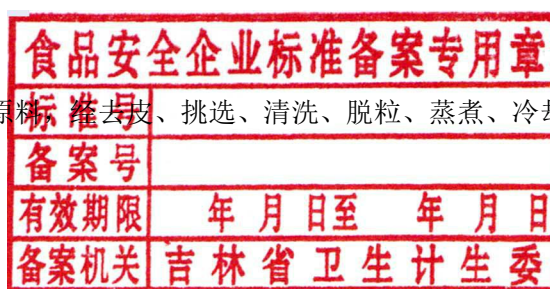 食品安全企业标准备案专用章
标准号
原料，经去皮、挑选、清洗、脱粒、蒸煮、冷却
备案号
有效期限 年 月 日至 年 月 日
备案机关 吉林省卫生计生委